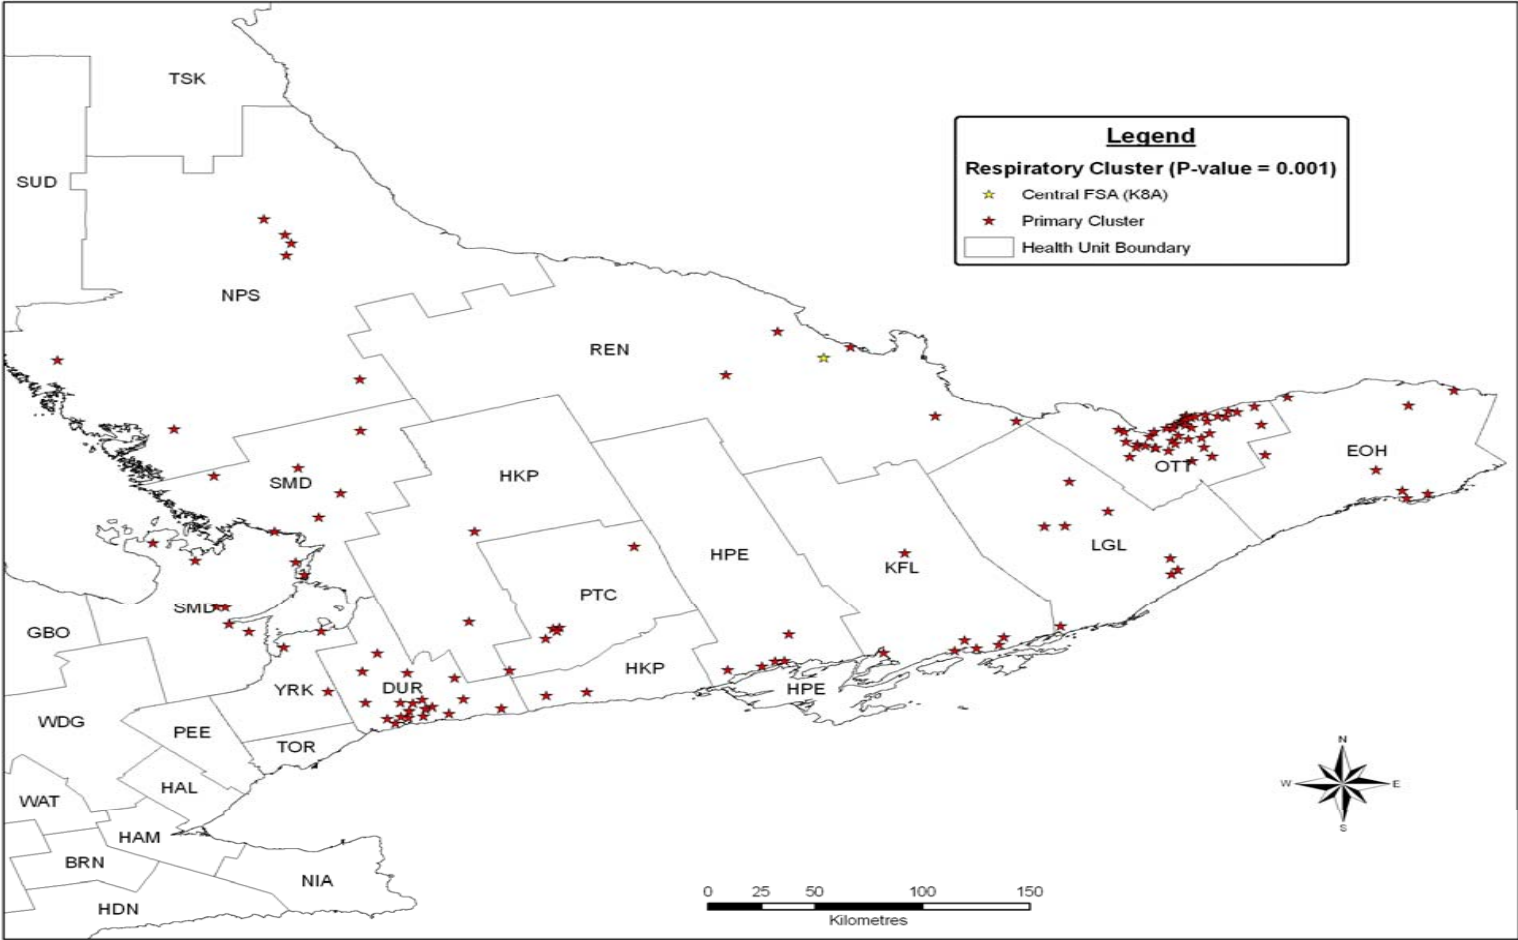 TSK
SUD
Legend
Respiratory Cluster (P-value = 0.001)
Central FSA (K8A)
Primary Cluster
Health Unit Boundary
NPS
REN
SMD
HKP
OTT
EOH
HPE
KFL
LGL
PTC
SMD
GBO
HKP
YRK
DUR
HPE
WDG
PEE
TOR
HAL
WAT
HAM
BRN
NIA
HDN
N
W E
S
0 25 50 100 150
Kilometres